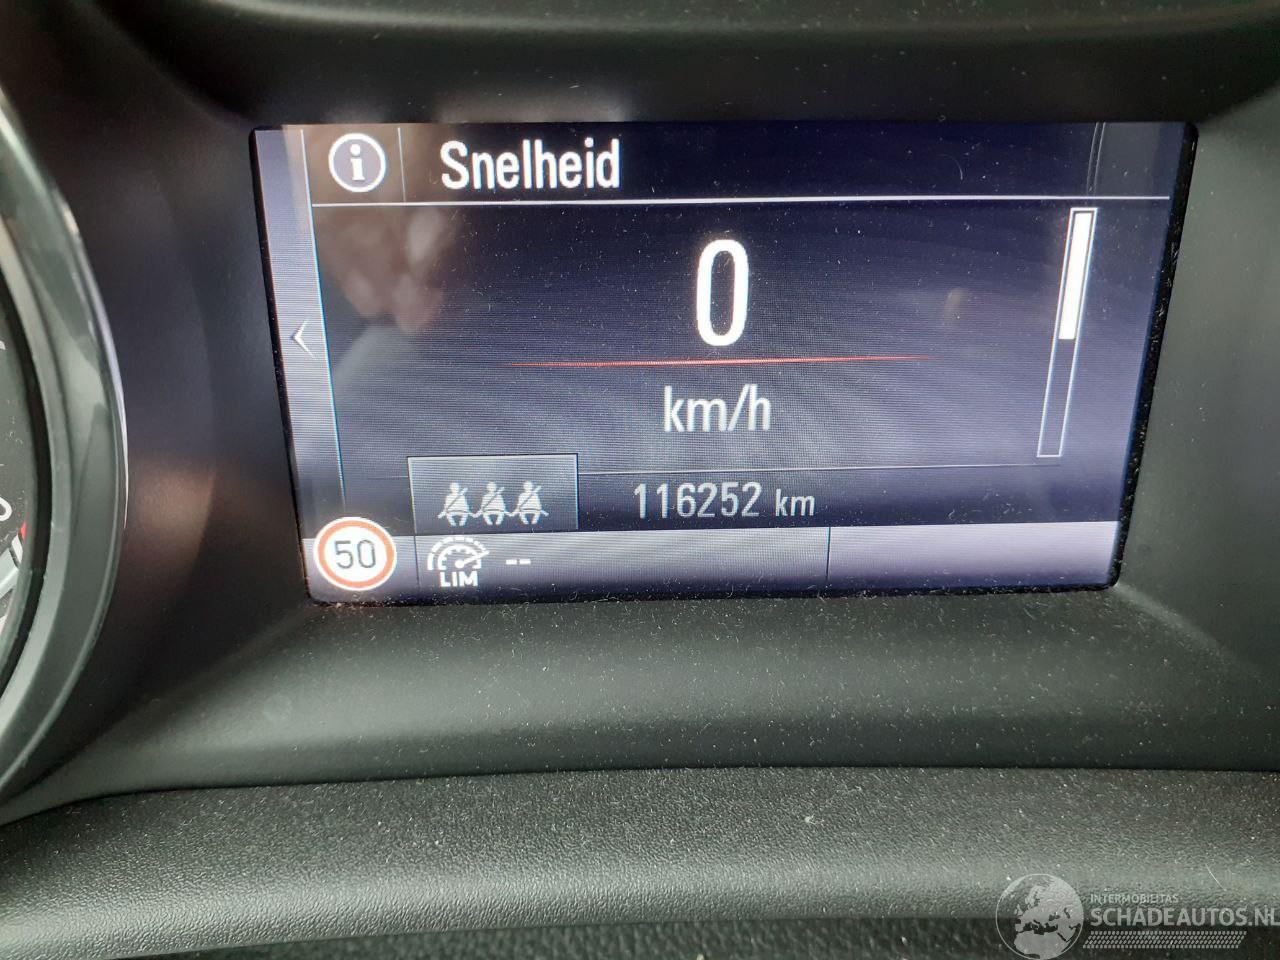 i Snelheid
0
km/h
116252 km
50
LIM --
INTERMOBILITAS
SCHADEAUTOS.NL